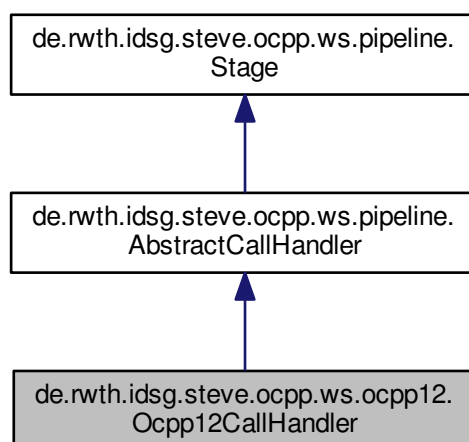 de.rwth.idsg.steve.ocpp.ws.pipeline.
Stage
de.rwth.idsg.steve.ocpp.ws.pipeline.
AbstractCallHandler
de.rwth.idsg.steve.ocpp.ws.ocpp12.
Ocpp12CallHandler